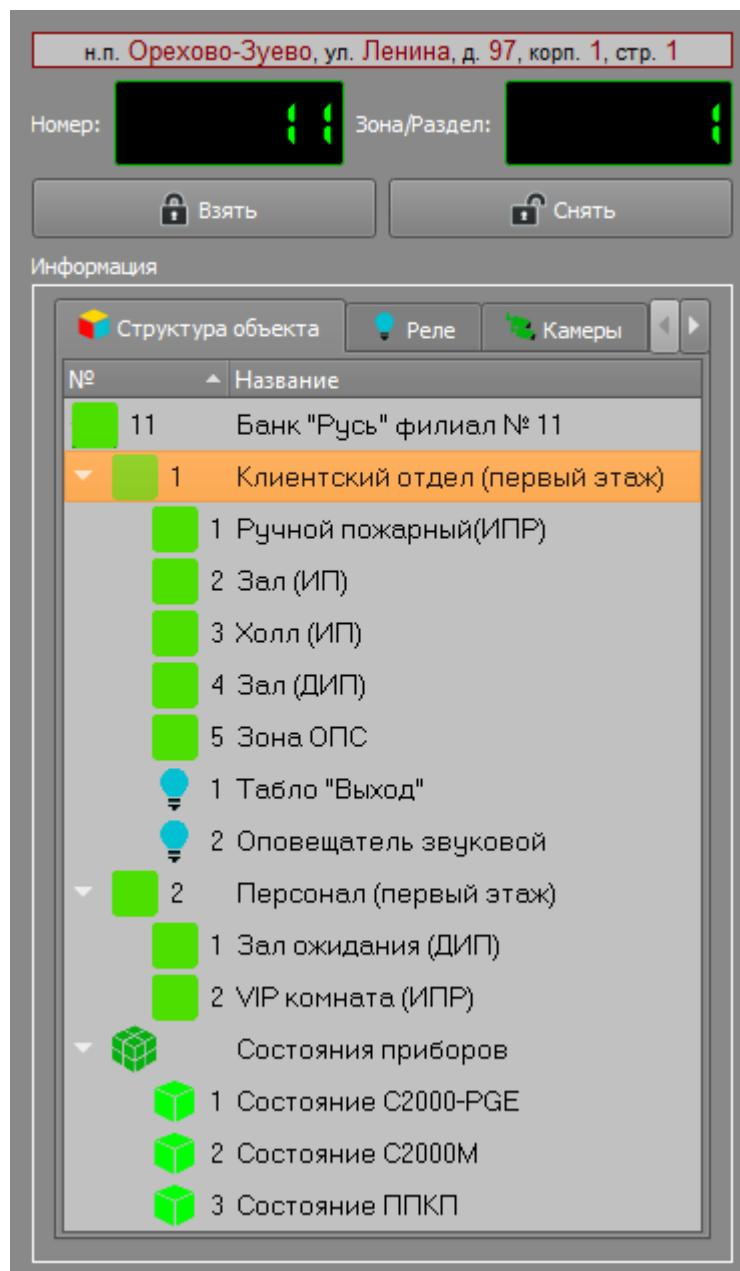 н.п. Орехово-Зуево, ул. Ленина, д. 97, корп. 1, стр. 1
Номер: 11 Зона/Раздел: 1
Взять Снять
Информация
Структура объекта Реле Камеры
№ Название
11 Банк "Русь" филиал № 11
1 Клиентский отдел (первый этаж)
1 Ручной пожарный(ИПР)
2 Зал (ИП)
3 Холл (ИП)
4 Зал (ДИП)
5 Зона ОПС
1 Табло "Выход"
2 Оповещатель звуковой
2 Персонал (первый этаж)
1 Зал ожидания (ДИП)
2 VIP комната (ИПР)
Состояния приборов
1 Состояние С2000-PGE
2 Состояние С2000М
3 Состояние ППКП